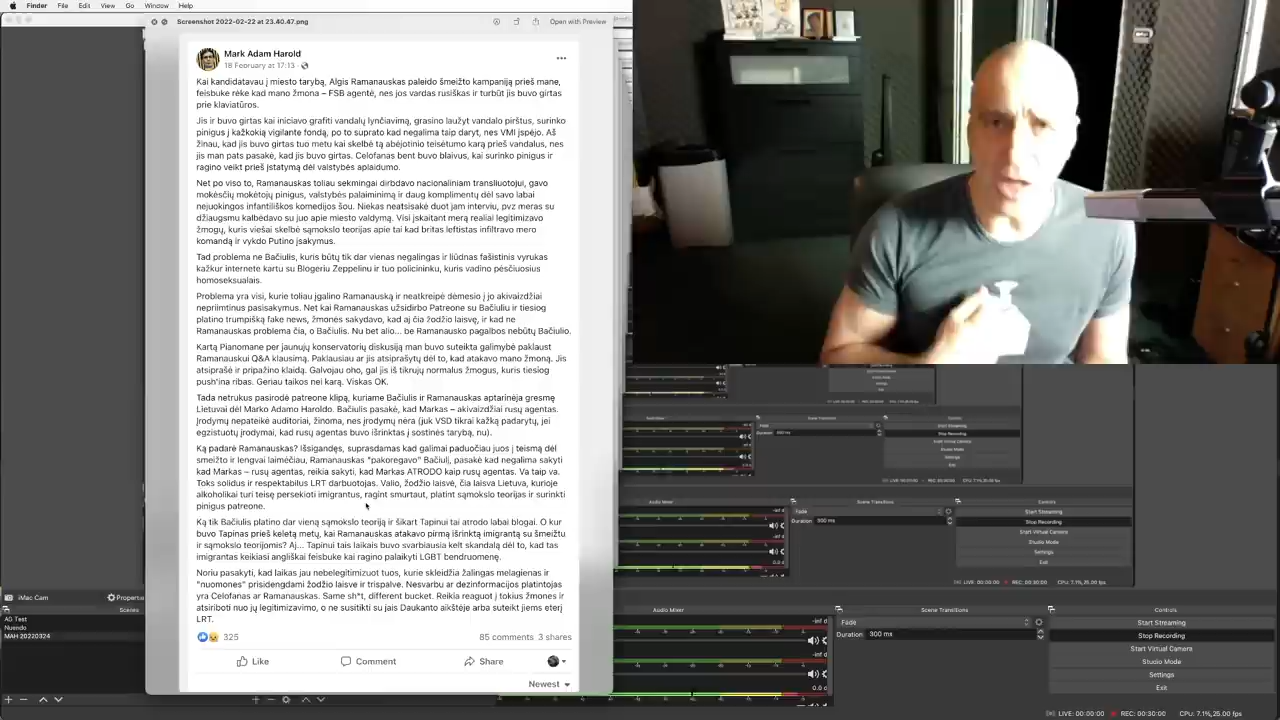 Finder File Edit View Go Window Help
Screenshot 2022-02-22 at 23.40.47.png
Open with Preview
Mark Adam Harold
18 February at 17:13
Kai kandidatavau į miesto tarybą, Algis Ramanauskas paleido šmeižto kampaniją prieš mane,
feisbuke rėkė kad mano žmona – FSB agentė, nes jos vardas rusiškas ir turbūt jis buvo girtas
prie klaviatūros.
Jis ir buvo girtas kai iniciavo grafiti vandalų lynčiavimą, grasino laužyt vandalo pirštus, surinko
pinigus į kažkokią vigilante fondą, po to suprato kad negalima taip daryt, nes VMI įspėjo. Aš
žinau, kad jis buvo girtas tuo metu kai skelbė tą abėjotinio teisėtumo karą prieš vandalus, nes
jis man pats pasakė, kad jis buvo girtas. Celofanas bent buvo blaivus, kai surinko pinigus ir
ragino veikt prieš įstatymą dėl valstybės aplaidumo.
Net po viso to, Ramanauskas toliau sekmingai dirbdavo nacionaliniam transliuotojui, gavo
mokėsčių mokėtojų pinigus, valstybės palaiminimą ir daug komplimentų dėl savo labai
nejuokingos infantiliškos komedijos šou. Niekas neatsisakė duot jam interviu, pvz meras su
džiaugsmu kalbėdavo su juo apie miesto valdymą. Visi įskaitant merą realiai legitimizavo
žmogų, kuris viešai skelbė sąmokslo teorijas apie tai kad britas leftistas infiltravo mero
komandą ir vykdo Putino įsakymus.
Tad problema ne Bačiulis, kuris būtų tik dar vienas negalingas ir liūdnas fašistinis vyrukas
kažkur internete kartu su Blogeriu Zeppelinu ir tuo policininku, kuris vadino pėsčiuosius
homoseksualais.
Problema yra visi, kurie toliau įgalino Ramanauską ir neatkreipė dėmesio į jo akivaizdžiai
nepriimtinus pasisakymus. Net kai Ramanauskas užsidirbo Patreone su Bačiuliu ir tiesiog
platino trumpišką fake news, žmonės sakydavo, kad aj čia žodžio laisvė, ir kad ne
Ramanauskas problema čia, o Bačiulis. Nu bet alio... be Ramanausko pagalbos nebūtų Bačiulio.
Kartą Pianomane per jaunųjų konservatorių diskusiją man buvo suteikta galimybė paklaust
Ramanauskui Q&A klausimą. Paklausiau ar jis atsiprašytų dėl to, kad atakavo mano žmoną. Jis
atsiprašė ir pripažino klaidą. Galvojau oho, gal jis iš tikrųjų normalus žmogus, kuris tiesiog
push'ina ribas. Geriau taikos nei karą. Viskas OK.
Tada netrukus pasirodė patreone klipą, kuriame Bačiulis ir Ramanauskas aptarinėja gresmę
Lietuvai dėl Marko Adamo Haroldo. Bačiulis pasakė, kad Markas – akivaizdžiai rusų agentas.
Įrodymų nepateikė auditoriai, žinoma, nes įrodymų nėra (juk VSD tikrai kažką padarytų, jei
egzistuotų įrodymai, kad rusų agentas buvo išrinktas į sostinės tarybą, nu).
Ką padarė Ramanauskas? Išsigandęs, suprasdamas kad galimai paduočiau juos į teismą dėl
smeižto ir lengvai laimėčiau, Ramanauskas "pakoregavo" Bačiulį, pasakė kad negalima sakyti
kad Markas – rusų agentas, reikia sakyti, kad Markas ATRODO kaip rusų agentas. Va taip va.
Toks solidus ir respektabilus LRT darbuotojas. Valio, žodžio laisvė, čia laisva Lietuva, kurioje
alkoholikai turi teisę persekioti imigrantus, ragint smurtaut, platint sąmokslo teorijas ir surinkti
pinigus patreone.
Ką tik Bačiulis platino dar vieną sąmokslo teoriją ir šikart Tapinui tai atrodo labai blogai. O kur
buvo Tapinas prieš keletą metų, kai Ramanauskas atakavo pirmą išrinktą imigrantą su šmeižtu
ir sąmokslo teorijomis? Aj... Tapinui tais laikais buvo svarbiausia kelt skandalą dėl to, kad tas
imigrantas keikiasi angliškai feisbuke kai ragino palaikyt LGBT bendruomenę.
Noriu pasakyti, kad laikas jau nebelegitimizuot tuos, kurie skleidžia žalingas melagienas ir
"nuomones" prisidengdami žodžio laisve ir trispalve. Nesvarbu ar dezinformacijos platintojas
yra Celofanas ar Ramanauskas. Same sh*t, different bucket. Reikia reaguot į tokius žmones ir
atsiriboti nuo jų legitimizavimo, o ne susitikti su jais Daukanto aikštėje arba suteikt jiems eterį
LRT.
325
85 comments 3 shares
Like Comment Share
Newest
iMac Cam
Properties
Scenes
AG Test
Nuendo
MAH 20220324
Audio Mixer
Scene Transitions
Controls
Fade
Duration 300 ms
Start Streaming
Stop Recording
Start Virtual Camera
Studio Mode
Settings
Exit
LIVE: 00:00:00 REC: 00:30:00 CPU: 7.1%, 25.00 fps